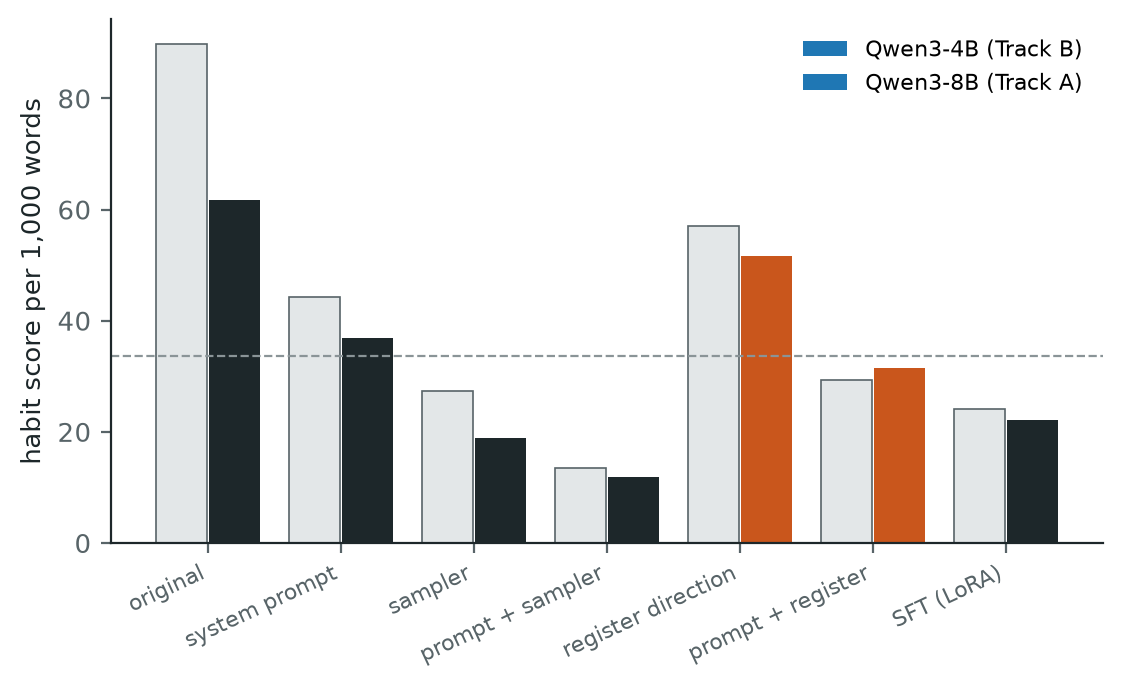 Qwen3-4B (Track B)
Qwen3-8B (Track A)
habit score per 1,000 words
80
60
40
20
0
original
system prompt
sampler
prompt + sampler
register direction
prompt + register
SFT (LoRA)